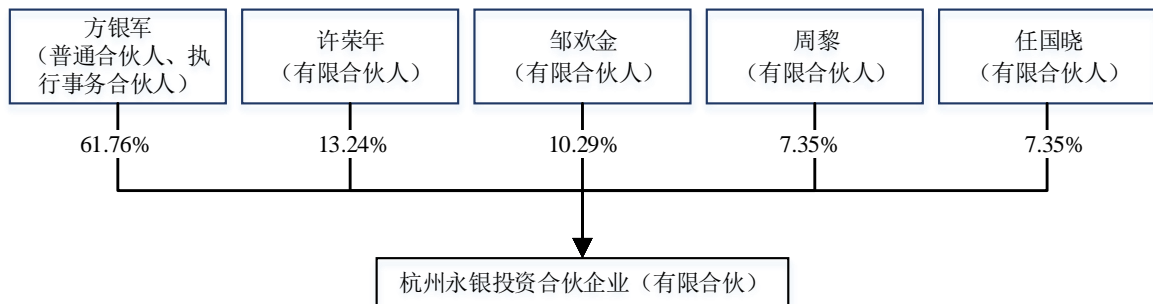 方银军
（普通合伙人、执
行事务合伙人）
许荣年
（有限合伙人）
邹欢金
（有限合伙人）
周黎
（有限合伙人）
任国晓
（有限合伙人）
61.76%
13.24%
10.29%
7.35%
7.35%
杭州永银投资合伙企业（有限合伙）